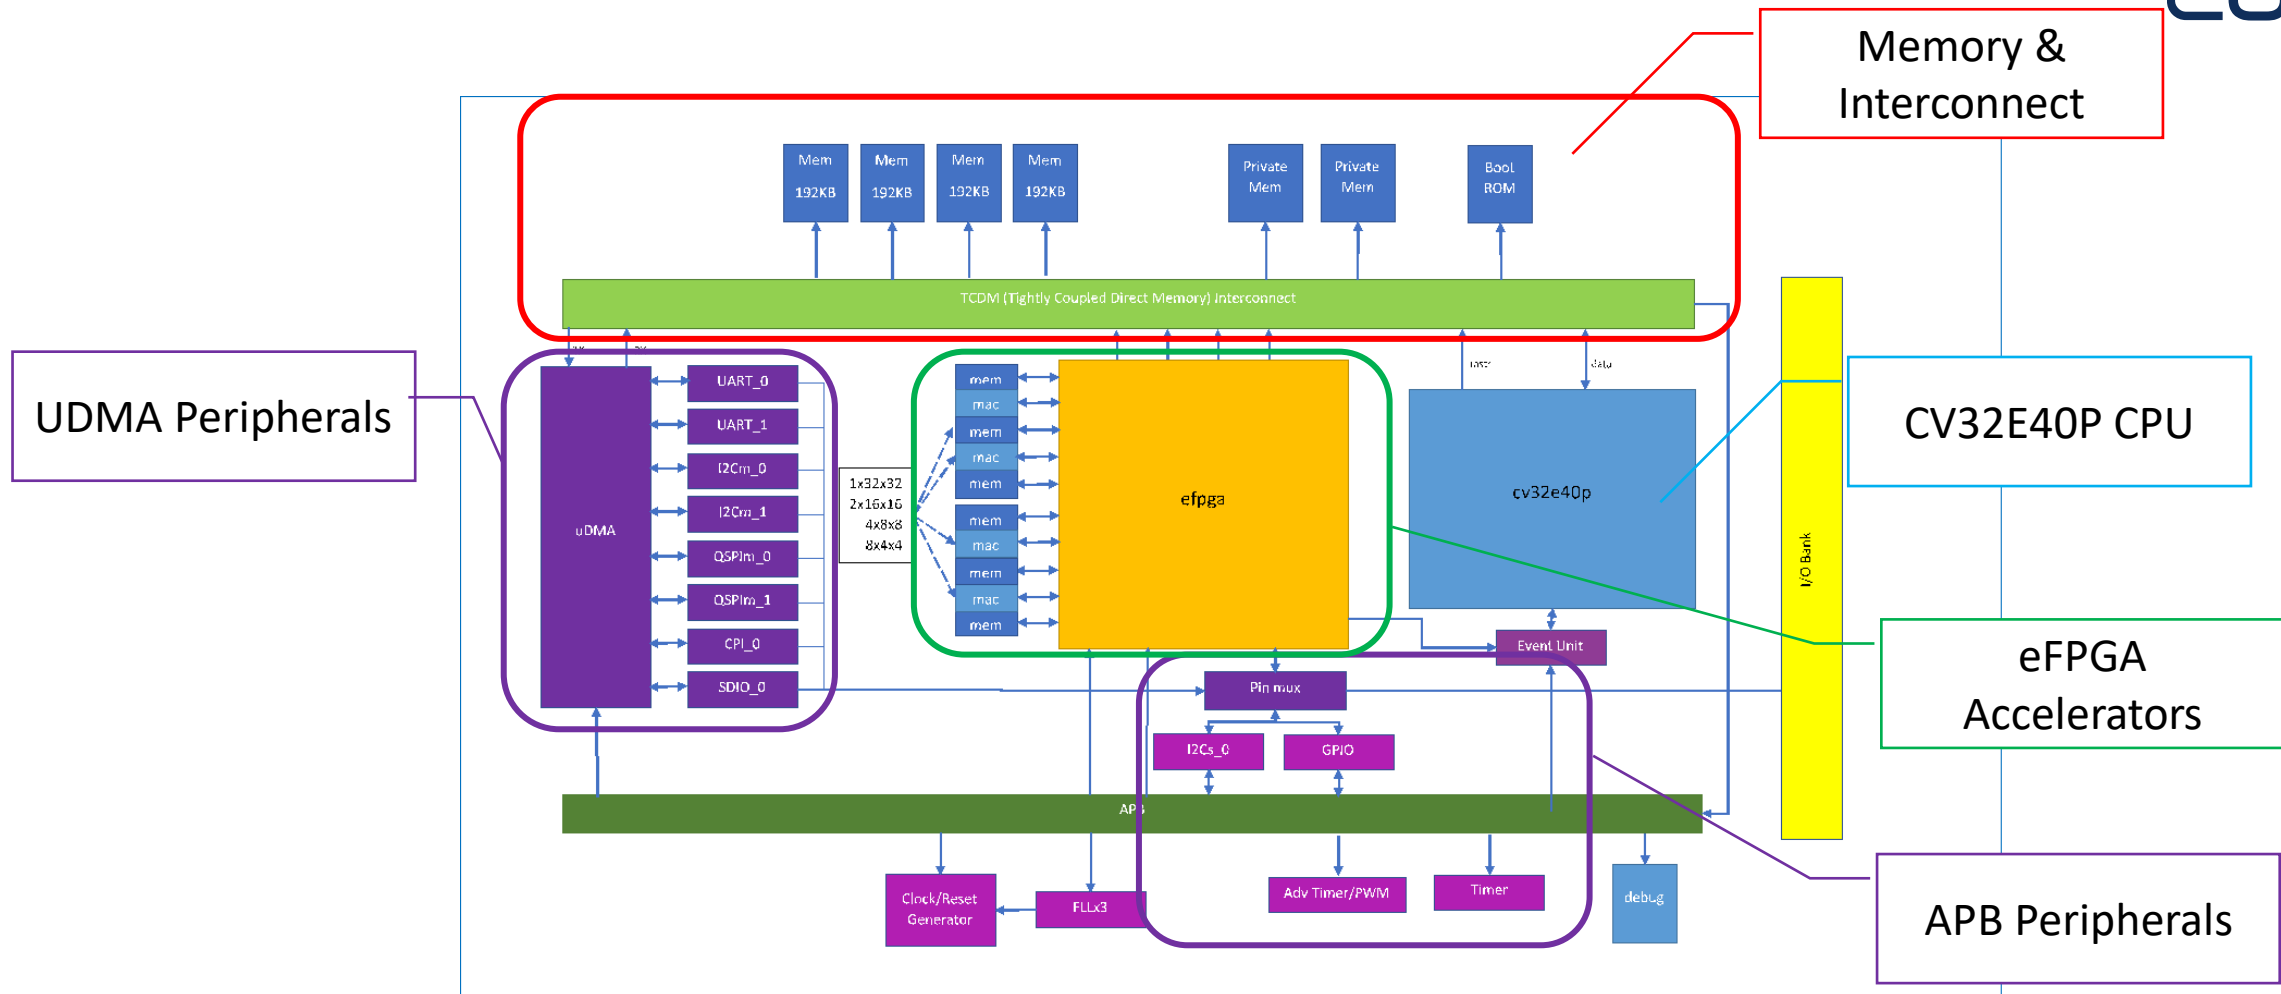 Memory &
Interconnect
Mem
192KB
Mem
192KB
Mem
192KB
Mem
192KB
Private
Mem
Private
Mem
Boot
ROM
TCDM (Tightly Coupled Direct Memory) Interconnect
UDMA Peripherals
uDMA
UART_0
UART_1
I2Cm_0
I2Cm_1
QSPIm_0
QSPIm_1
CPI_0
SDIO_0
1x32x32
2x16x16
4x8x8
8x4x4
mem
mac
mem
mac
mem
mem
mac
mem
mac
mem
efpga
instr
data
cv32e40p
CV32E40P CPU
I/O Bank
Event Unit
eFPGA
Accelerators
Pin mux
I2Cs_0
GPIO
APB
Clock/Reset
Generator
FLLx3
Adv Timer/PWM
Timer
debug
APB Peripherals